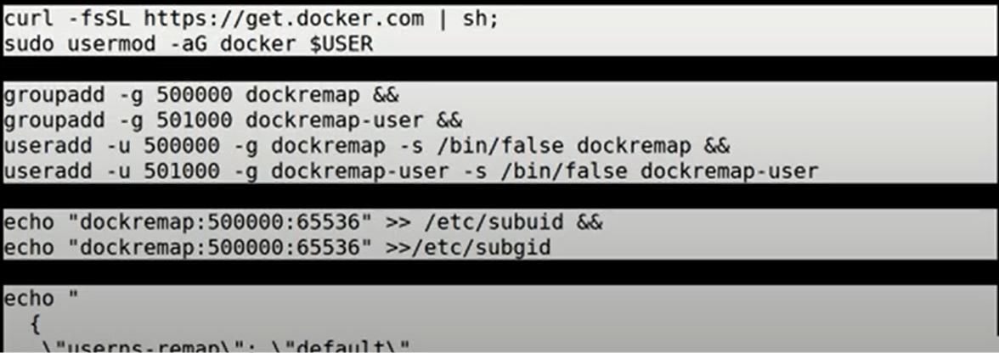 curl -fsSL https://get.docker.com | sh;
sudo usermod -aG docker $USER
groupadd -g 500000 dockremap &&
groupadd -g 501000 dockremap-user &&
useradd -u 500000 -g dockremap -s /bin/false dockremap &&
useradd -u 501000 -g dockremap-user -s /bin/false dockremap-user
echo "dockremap:500000:65536" >> /etc/subuid &&
echo "dockremap:500000:65536" >>/etc/subgid
echo "
{
\"userns-remap\": \"default\"